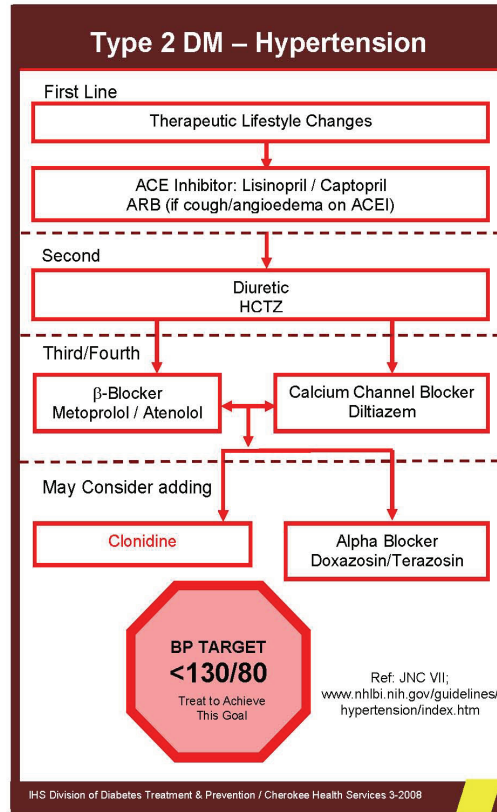 Type 2 DM – Hypertension
First Line
Therapeutic Lifestyle Changes
ACE Inhibitor: Lisinopril / Captopril
ARB (if cough/angioedema on ACEI)
Second
Diuretic
HCTZ
Third/Fourth
β-Blocker
Metoprolol / Atenolol
Calcium Channel Blocker
Diltiazem
May Consider adding
Clonidine
Alpha Blocker
Doxazosin/Terazosin
BP TARGET
<130/80
Treat to Achieve
This Goal
Ref: JNC VII;
www.nhlbi.nih.gov/guidelines/
hypertension/index.htm
IHS Division of Diabetes Treatment & Prevention / Cherokee Health Services 3-2008